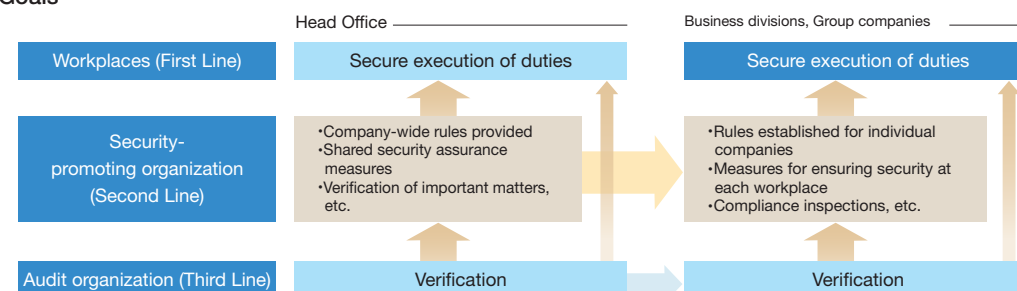 Goals
Head Office
Business divisions, Group companies
Workplaces (First Line)
Secure execution of duties
Secure execution of duties
Security-
promoting organization
(Second Line)
・Company-wide rules provided
・Shared security assurance
measures
・Verification of important matters,
etc.
・Rules established for individual
companies
・Measures for ensuring security at
each workplace
・Compliance inspections, etc.
Audit organization (Third Line)
Verification
Verification